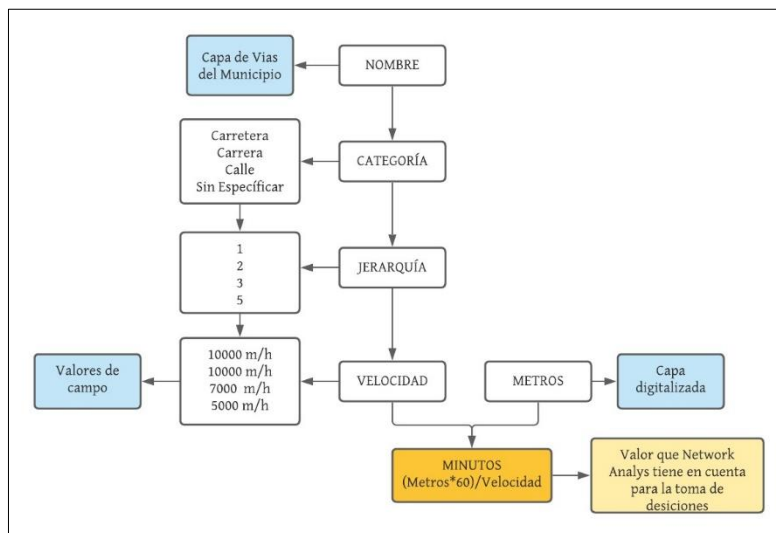 Capa de Vias
del Municipio
NOMBRE
Carretera
Carrera
Calle
Sin Específicar
CATEGORÍA
1
2
3
5
JERARQUÍA
Valores de
campo
10000 m/h
10000 m/h
7000 m/h
5000 m/h
VELOCIDAD
METROS
Capa
digitalizada
MINUTOS
(Metros*60)/Velocidad
Valor que Network
Analys tiene en cuenta
para la toma de
desiciones